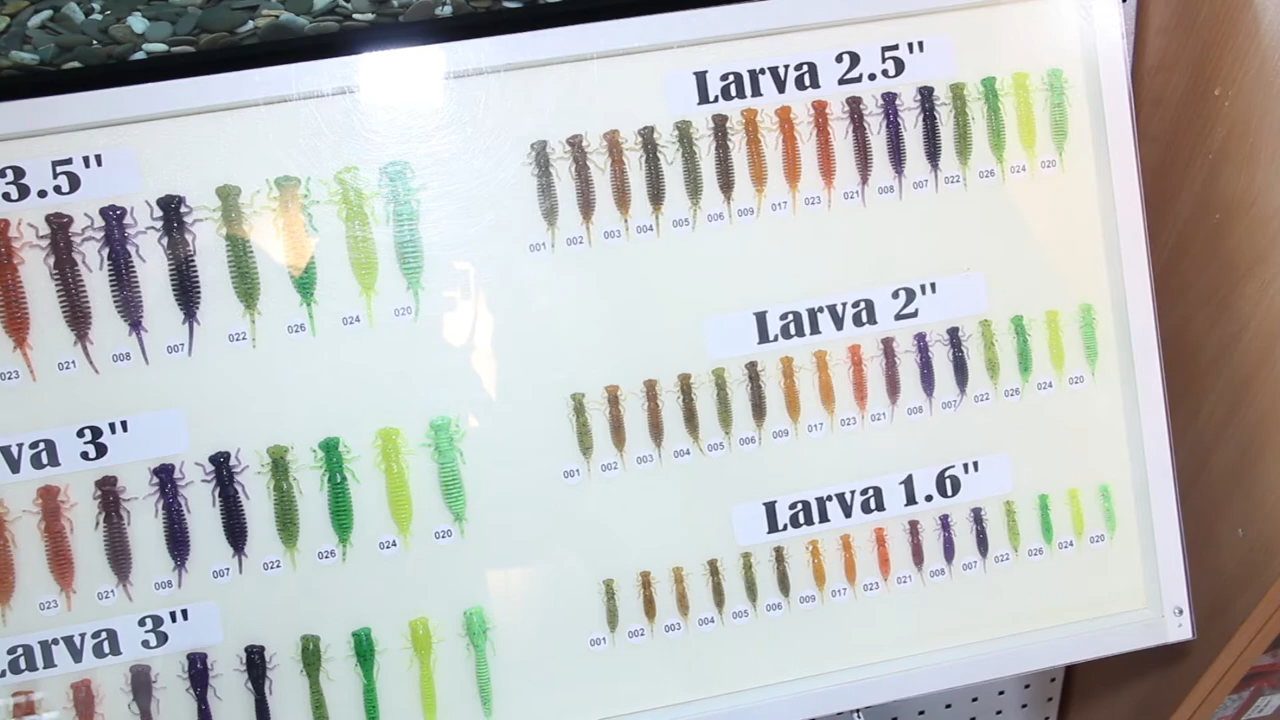 3.5"
023 021 008 007 022 026 024 020
va 3"
023 021 008 007 022 026 024 020
arva 3"
Larva 2.5"
001 002 003 004 005 006 009 017 023 021 008 007 022 026 024 020
Larva 2"
001 002 003 004 005 006 009 017 023 021 008 007 022 026 024 020
Larva 1.6"
001 002 003 004 005 006 009 017 023 021 008 007 022 026 024 020